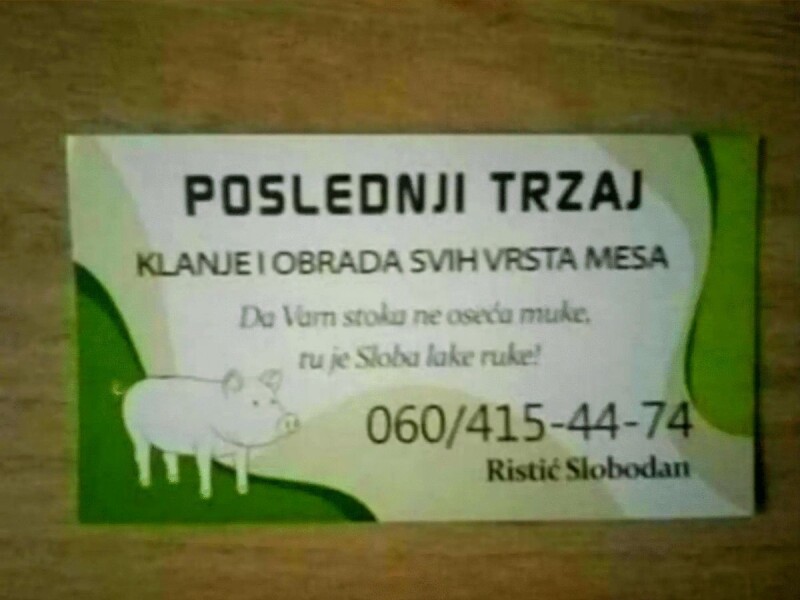 POSLEDNJI TRZAJ
KLANJE I OBRADA SVIH VRSTA MESA
Da Vam stoka ne oseća muke,
tu je Sloba lake ruke!
060/415-44-74
Ristić Slobodan